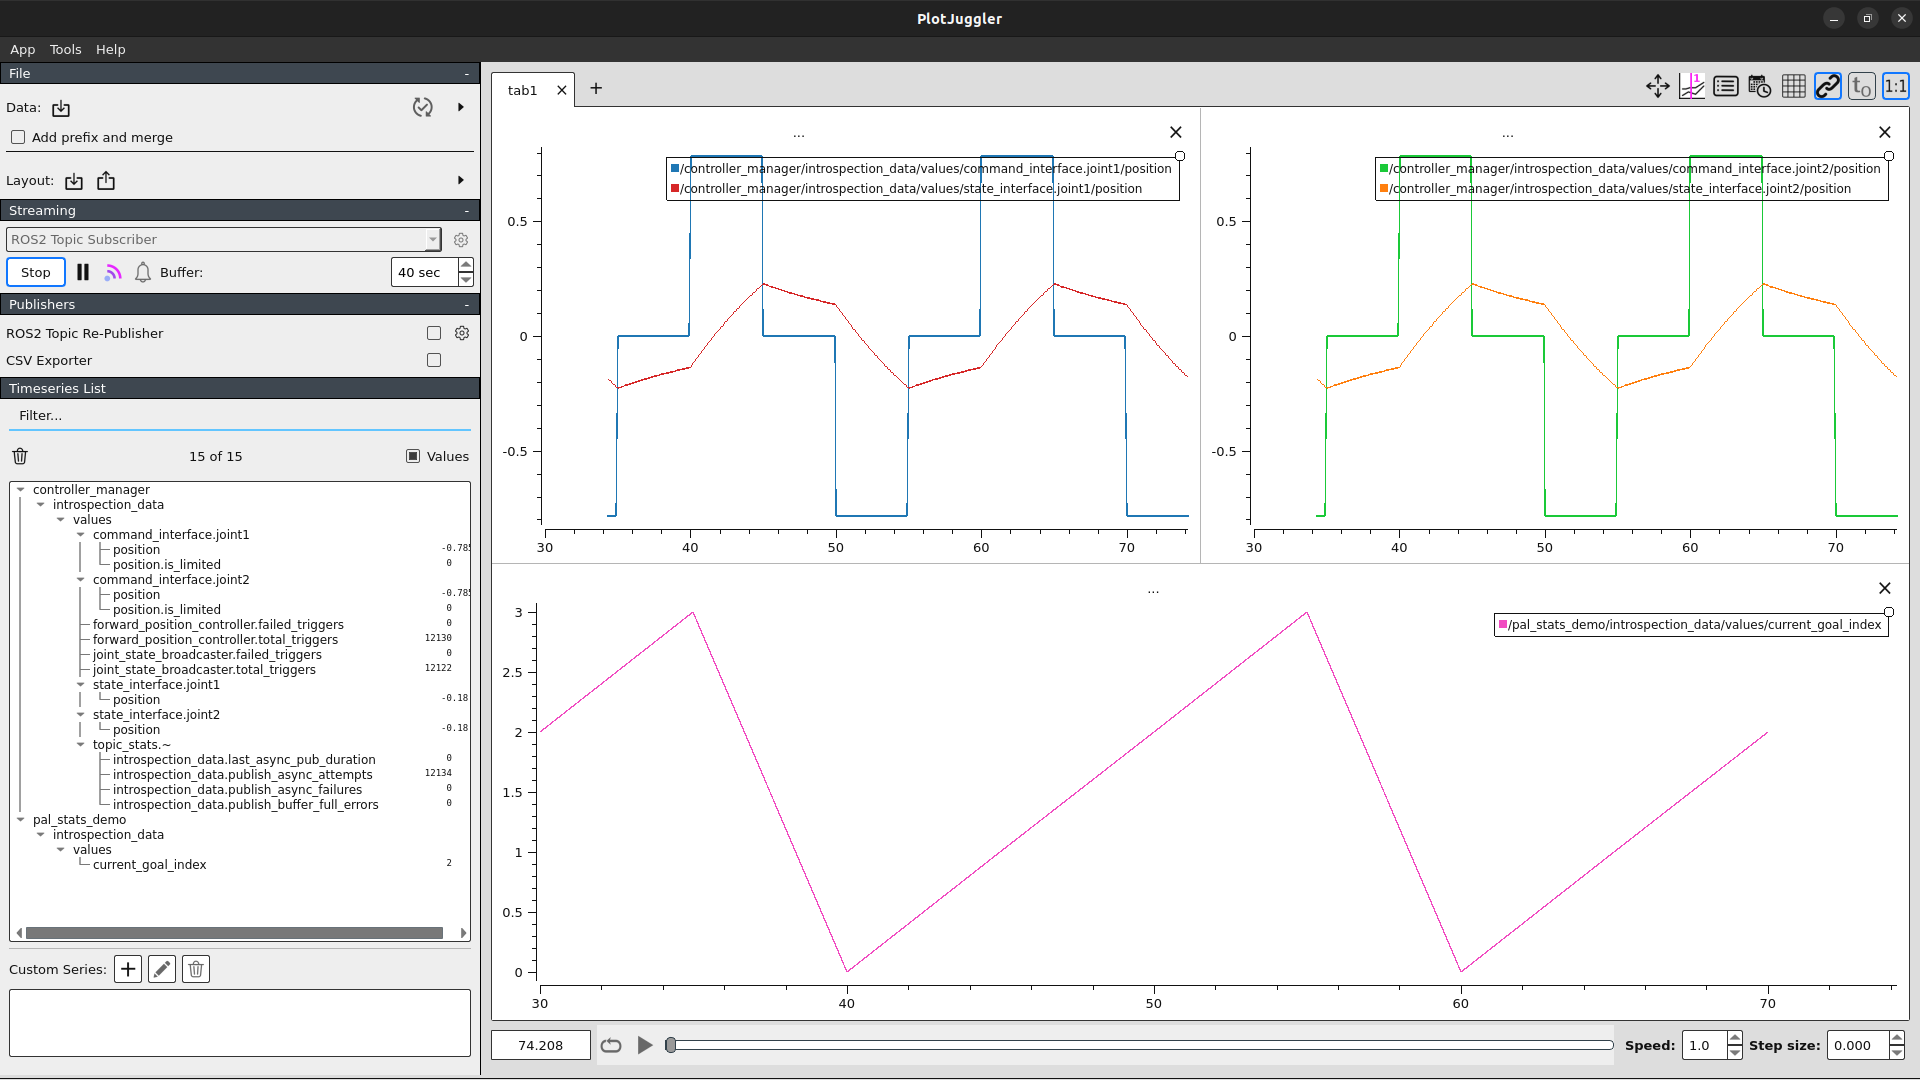 PlotJuggler
App Tools Help
File -
Data:
Add prefix and merge
Layout:
Streaming -
ROS2 Topic Subscriber
Stop Buffer: 40 sec
Publishers -
ROS2 Topic Re-Publisher
CSV Exporter
Timeseries List
Filter...
15 of 15 Values
controller_manager
introspection_data
values
command_interface.joint1
position -0.785
position.is_limited 0
command_interface.joint2
position -0.785
position.is_limited 0
forward_position_controller.failed_triggers 0
forward_position_controller.total_triggers 12130
joint_state_broadcaster.failed_triggers 0
joint_state_broadcaster.total_triggers 12122
state_interface.joint1
position -0.18
state_interface.joint2
position -0.18
topic_stats.~
introspection_data.last_async_pub_duration 0
introspection_data.publish_async_attempts 12134
introspection_data.publish_async_failures 0
introspection_data.publish_buffer_full_errors 0
pal_stats_demo
introspection_data
values
current_goal_index 2
Custom Series: +
tab1 × +
1
t0
1:1
...
/controller_manager/introspection_data/values/command_interface.joint1/position
/controller_manager/introspection_data/values/state_interface.joint1/position
0.5
0
-0.5
30 40 50 60 70
...
/controller_manager/introspection_data/values/command_interface.joint2/position
/controller_manager/introspection_data/values/state_interface.joint2/position
0.5
0
-0.5
30 40 50 60 70
...
/pal_stats_demo/introspection_data/values/current_goal_index
3
2.5
2
1.5
1
0.5
0
30 40 50 60 70
74.208 Speed: 1.0 Step size: 0.000